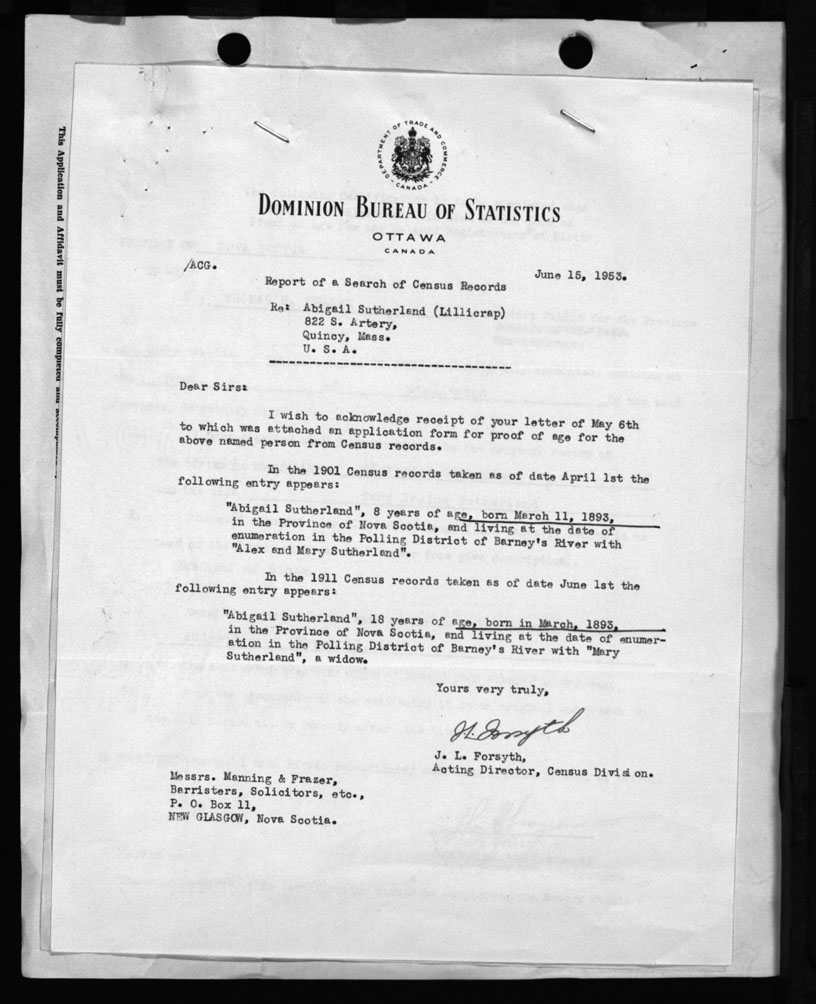 DEPARTMENT OF TRADE AND COMMERCE
- CANADA -
DOMINION BUREAU OF STATISTICS
OTTAWA
CANADA
/ACG.
June 15, 1953.
Report of a Search of Census Records
Re: Abigail Sutherland (Lillicrap)
822 S. Artery,
Quincy, Mass.
U. S. A.
Dear Sirs:
I wish to acknowledge receipt of your letter of May 6th
to which was attached an application form for proof of age for the
above named person from Census records.
In the 1901 Census records taken as of date April 1st the
following entry appears:
"Abigail Sutherland", 8 years of age, born March 11, 1893,
in the Province of Nova Scotia, and living at the date of
enumeration in the Polling District of Barney's River with
"Alex and Mary Sutherland".
In the 1911 Census records taken as of date June 1st the
following entry appears:
"Abigail Sutherland", 18 years of age, born in March, 1893,
in the Province of Nova Scotia, and living at the date of enumer-
ation in the Polling District of Barney's River with "Mary
Sutherland", a widow.
Yours very truly,
J. L. Forsyth,
Acting Director, Census Division.
Messrs. Manning & Frazer,
Barristers, Solicitors, etc.,
P. O. Box 11,
NEW GLASGOW, Nova Scotia.
This Application and Affidavit must be fully completed and